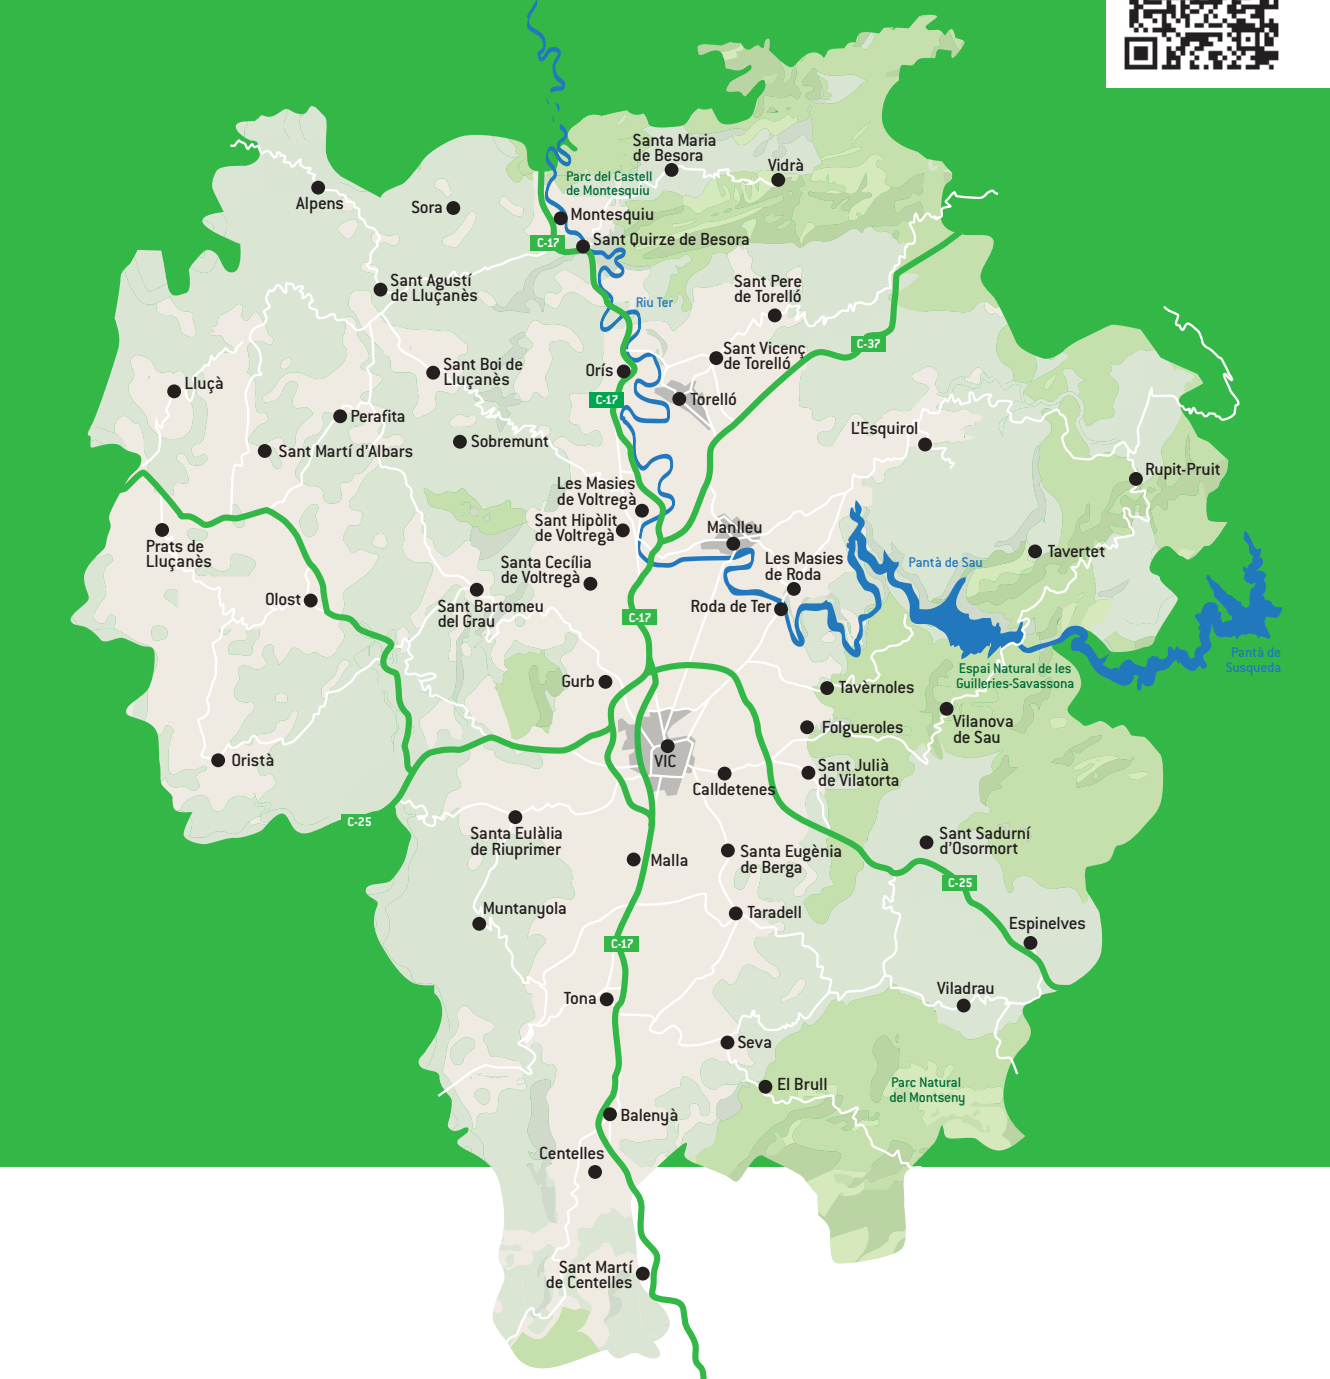 Santa Maria
de Besora
Vidrà
Parc del Castell
de Montesquiu
Alpens
Sora
Montesquiu
C-17
Sant Quirze de Besora
Sant Agustí
de Lluçanès
Sant Pere
de Torelló
Riu Ter
C-37
Sant Vicenç
de Torelló
Sant Boi de
Lluçanès
Orís
Lluçà
C-17
Torelló
Perafita
L'Esquirol
Sobremunt
Sant Martí d'Albars
Rupit-Pruit
Les Masies
de Voltregà
Sant Hipòlit
de Voltregà
Manlleu
Prats de
Lluçanès
Tavertet
Santa Cecília
de Voltregà
Les Masies
de Roda
Pantà de Sau
Olost
Sant Bartomeu
del Grau
Roda de Ter
C-17
Pantà de
Susqueda
Espai Natural de les
Guilleries-Savassona
Gurb
Tavèrnoles
Vilanova
de Sau
Folgueroles
Oristà
VIC
Sant Julià
de Vilatorta
Calldetenes
C-25
Santa Eulàlia
de Riuprimer
Sant Sadurní
d'Osormort
Malla
Santa Eugènia
de Berga
C-25
Muntanyola
Taradell
Espinelves
C-17
Viladrau
Tona
Seva
El Brull
Parc Natural
del Montseny
Balenyà
Centelles
Sant Martí
de Centelles